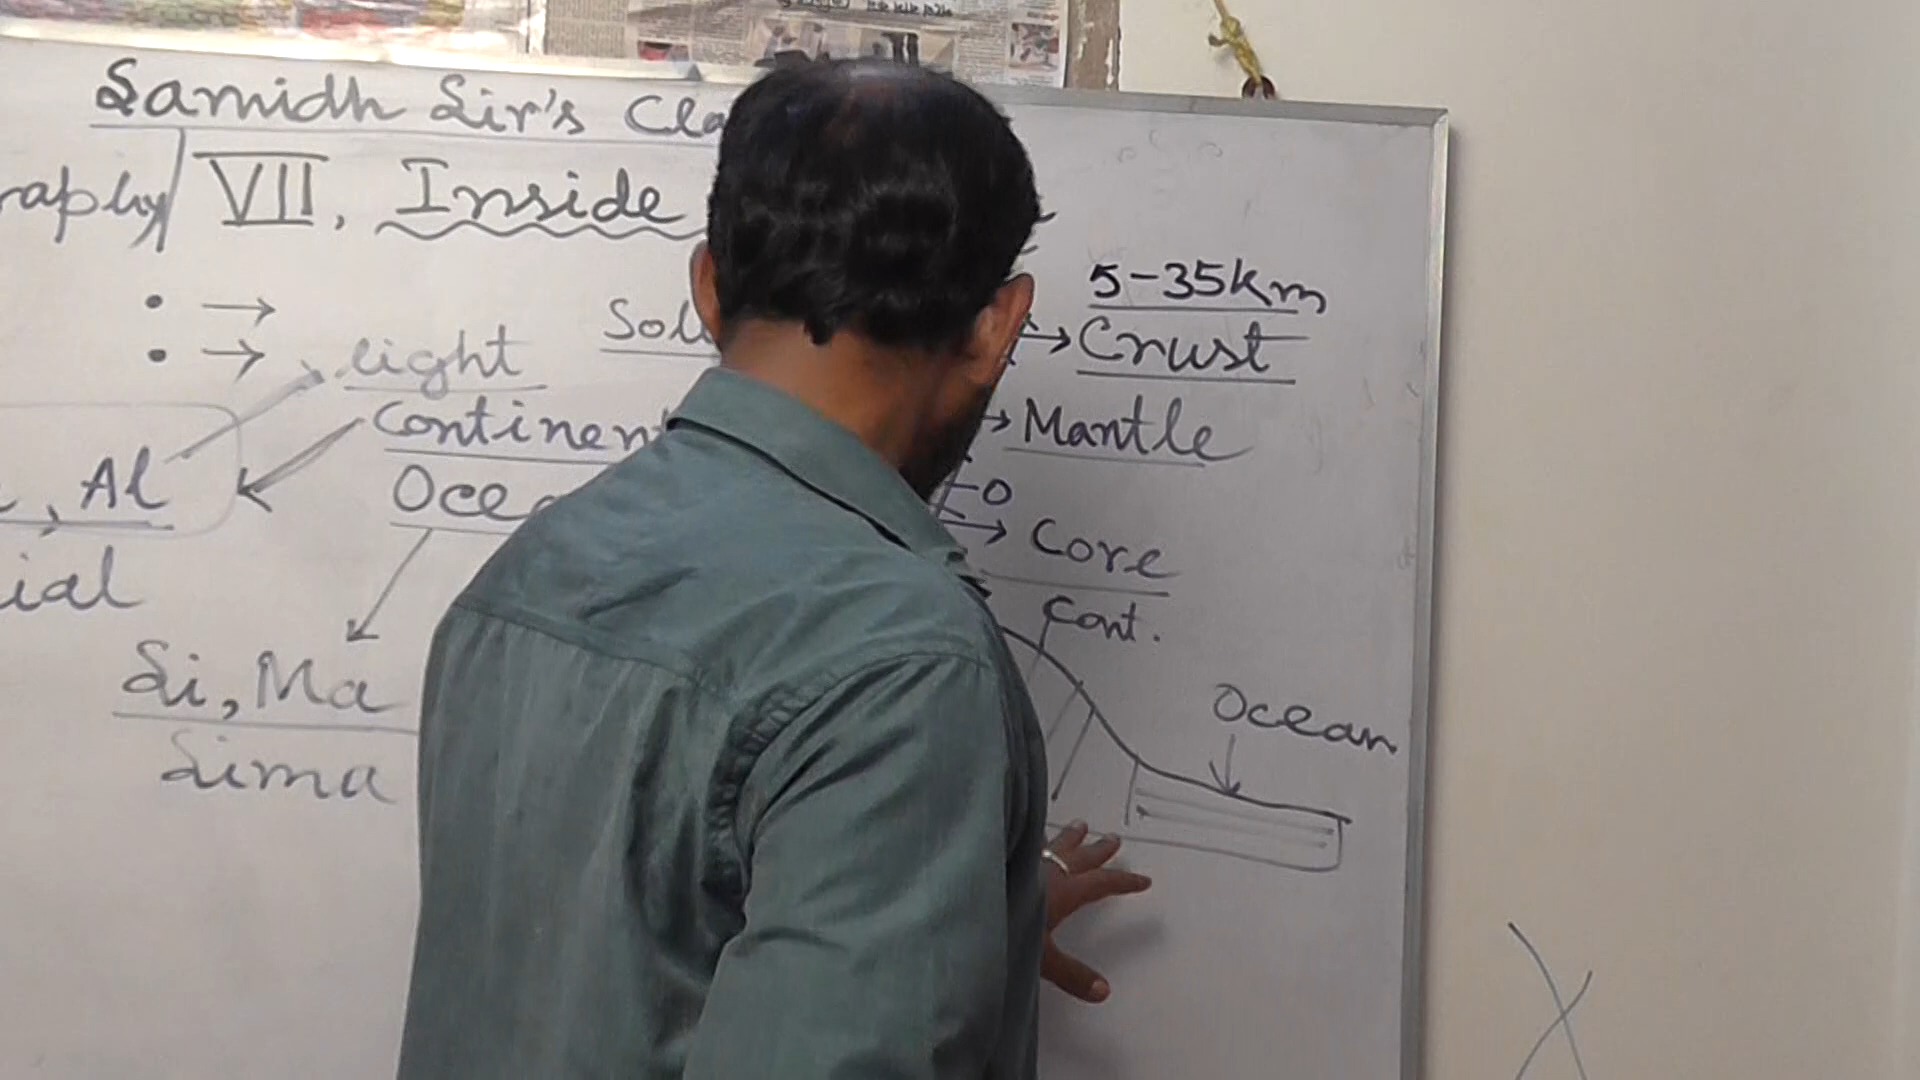 Samidh Sir's Cla
raphy VII, Inside
5-35km
→ Sol → Crust
→ light
Continent → Mantle
, Al Oce
→ Core
ial Cont.
Si, Ma
Ocean
Sima